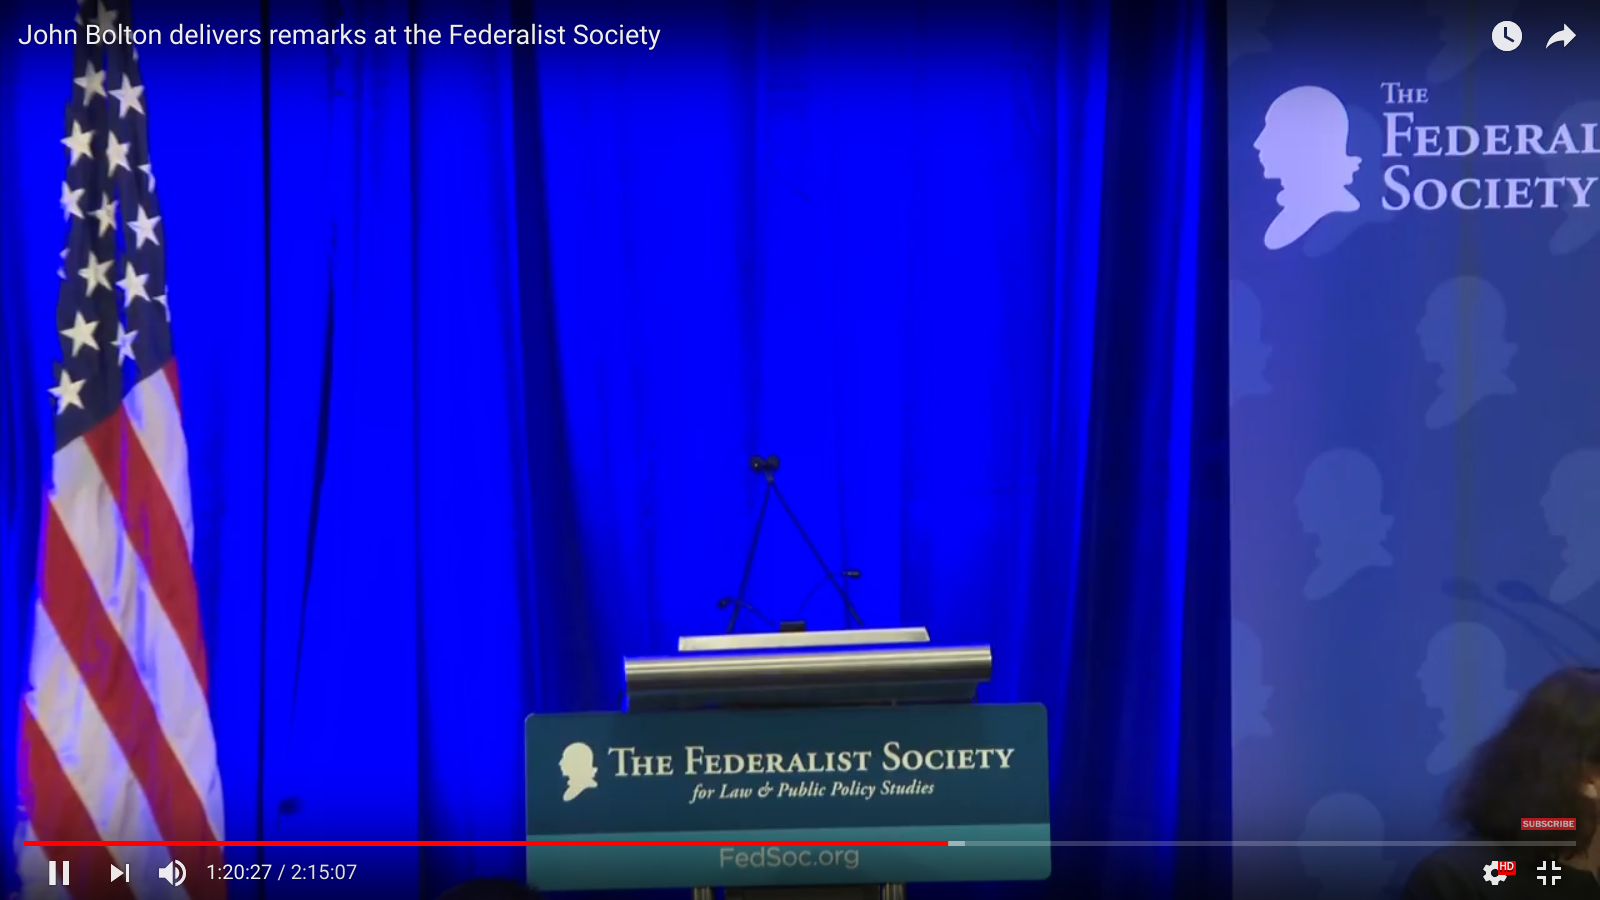 John Bolton delivers remarks at the Federalist Society
THE
FEDERAL
SOCIETY
THE FEDERALIST SOCIETY
for Law & Public Policy Studies
FedSoc.org
SUBSCRIBE
1:20:27 / 2:15:07
HD